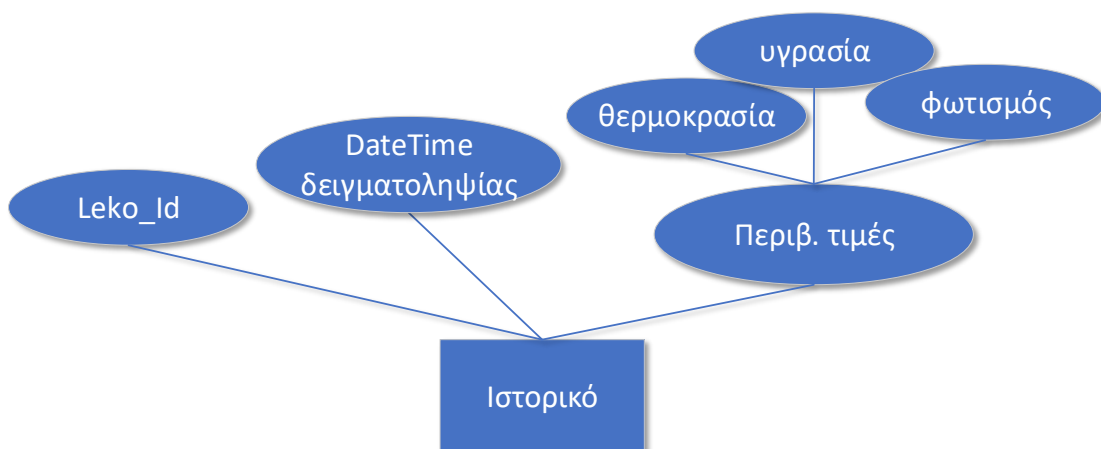 υγρασία
θερμοκρασία
φωτισμός
DateTime
δειγματοληψίας
Leko_Id
Περιβ. τιμές
Ιστορικό